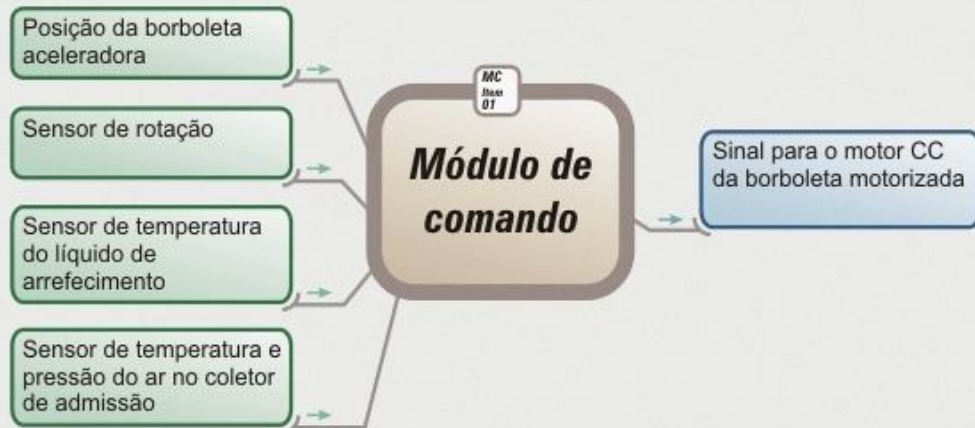 Posição da borboleta
aceleradora
Sensor de rotação
Sensor de temperatura
do líquido de
arrefecimento
Sensor de temperatura e
pressão do ar no coletor
de admissão
MC
Item
01
Módulo de
comando
Sinal para o motor CC
da borboleta motorizada